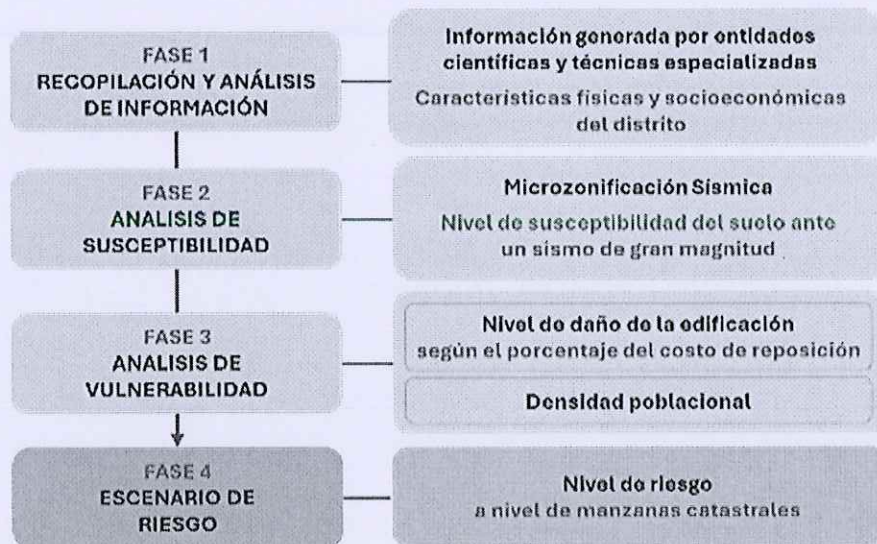 FASE 1
RECOPILACIÓN Y ANÁLISIS
DE INFORMACIÓN
Información generada por entidades
científicas y técnicas especializadas
Características físicas y socioeconómicas
del distrito
FASE 2
ANALISIS DE
SUSCEPTIBILIDAD
Microzonificación Sísmica
Nivel de susceptibilidad del suelo ante
un sismo de gran magnitud
FASE 3
ANALISIS DE
VULNERABILIDAD
Nivel de daño de la edificación
según el porcentaje del costo de reposición
Densidad poblacional
FASE 4
ESCENARIO DE
RIESGO
Nivel de riesgo
a nivel de manzanas catastrales